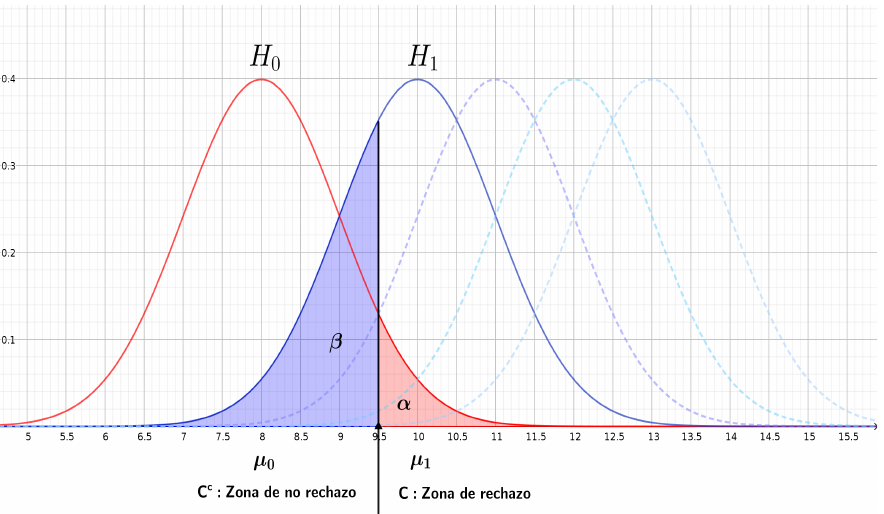 H₀ H₁
0.4
0.3
0.2
0.1
β
α
5 5.5 6 6.5 7 7.5 8 8.5 9 9.5 10 10.5 11 11.5 12 12.5 13 13.5 14 14.5 15 15.5
μ₀ μ₁
Cᶜ : Zona de no rechazo C : Zona de rechazo